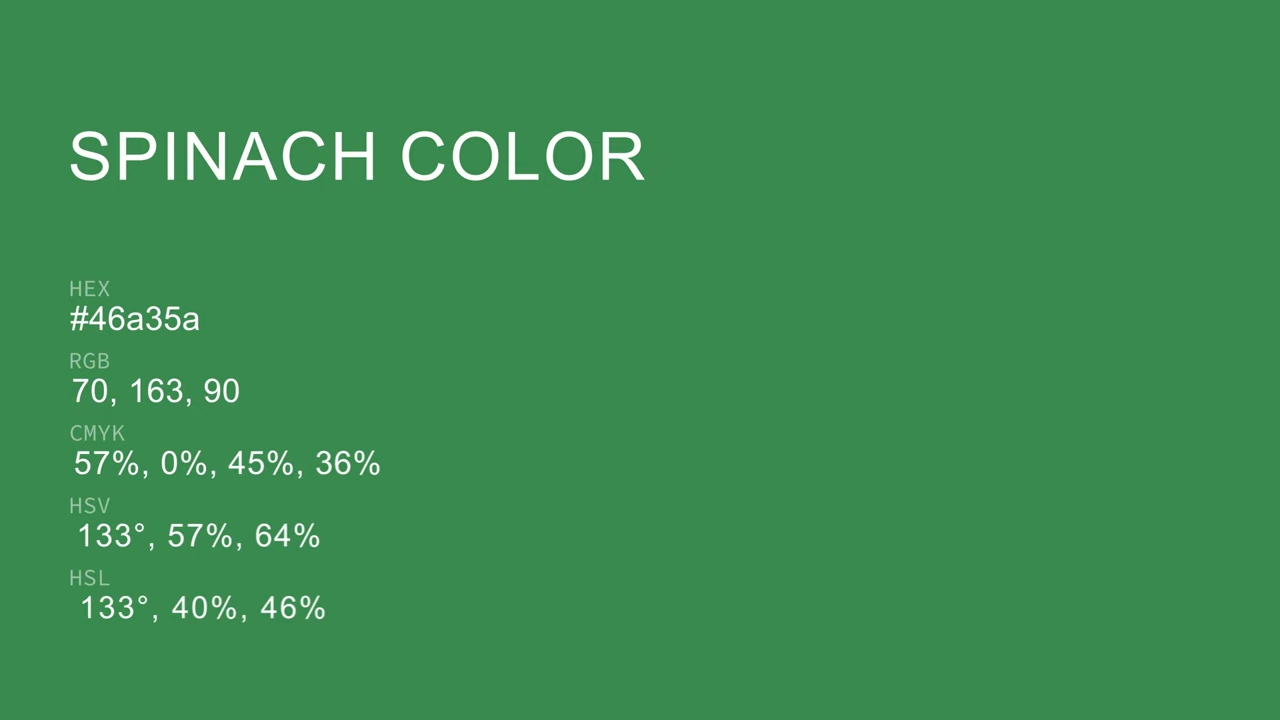 SPINACH COLOR
HEX
#46a35a
RGB
70, 163, 90
CMYK
57%, 0%, 45%, 36%
HSV
133°, 57%, 64%
HSL
133°, 40%, 46%